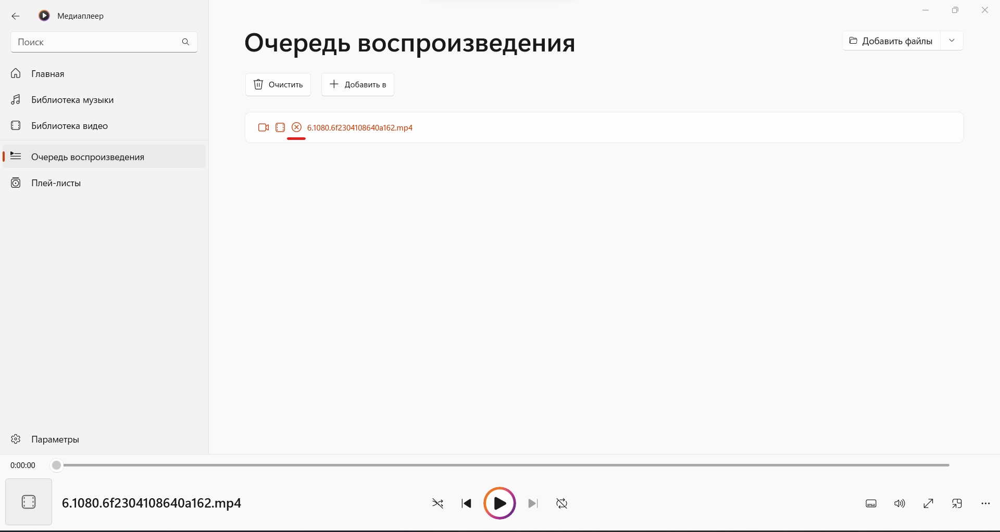 Медиаплеер
Поиск
Главная
Библиотека музыки
Библиотека видео
Очередь воспроизведения
Плей-листы
Параметры
Очередь воспроизведения
Добавить файлы
Очистить
Добавить в
6.1080.6f2304108640a162.mp4
0:00:00
6.1080.6f2304108640a162.mp4